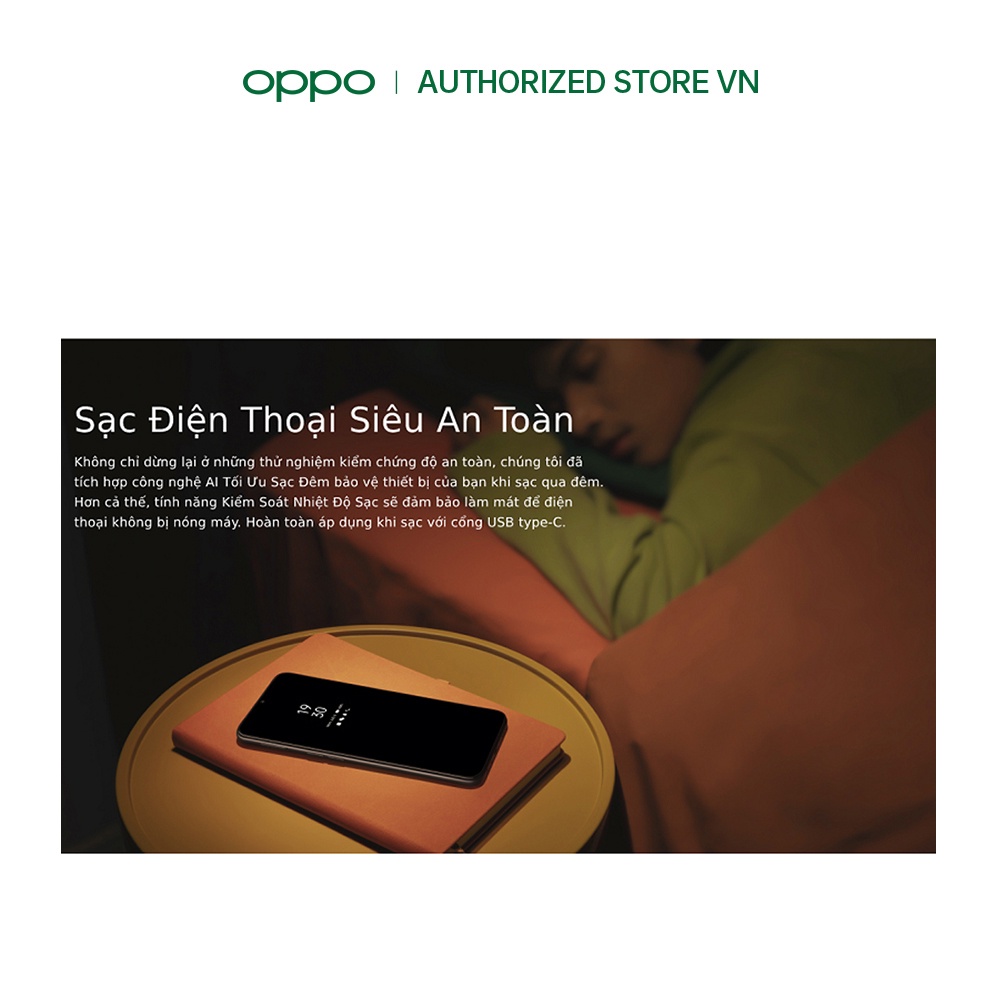 oppo | AUTHORIZED STORE VN
Sạc Điện Thoại Siêu An Toàn
Không chỉ dừng lại ở những thử nghiệm kiểm chứng độ an toàn, chúng tôi đã
tích hợp công nghệ AI Tối Ưu Sạc Đêm bảo vệ thiết bị của bạn khi sạc qua đêm.
Hơn cả thế, tính năng Kiểm Soát Nhiệt Độ Sạc sẽ đảm bảo làm mát để điện
thoại không bị nóng máy. Hoàn toàn áp dụng khi sạc với cổng USB type-C.
19
30